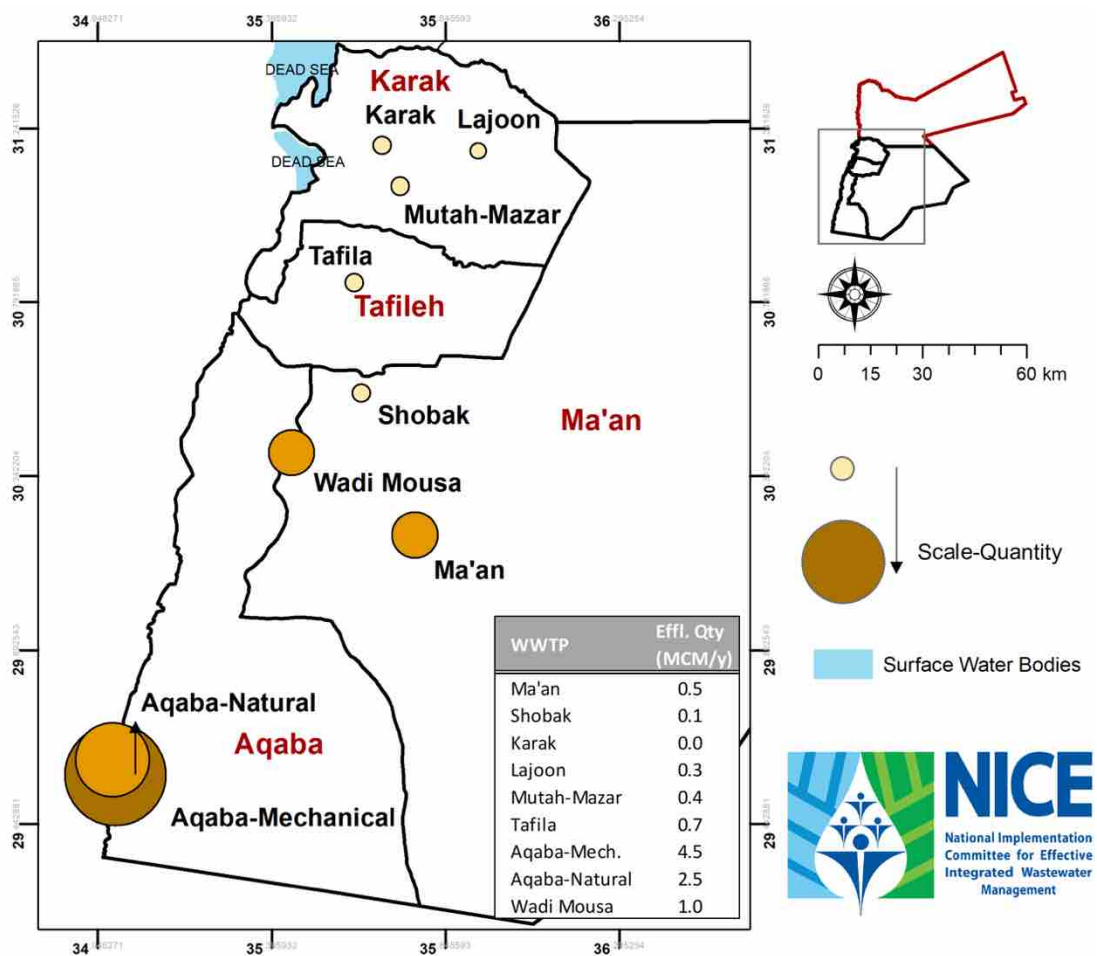 34
35
35
36
DEAD SEA
Karak
Karak
Lajoon
31
31
DEAD SEA
Mutah-Mazar
Tafila
Tafileh
30
30
0 15 30 60 km
Shobak
Ma'an
Wadi Mousa
30
30
Ma'an
Scale-Quantity
WWTP Effl. Qty
(MCM/y)
Ma'an 0.5
Shobak 0.1
Karak 0.0
Lajoon 0.3
Mutah-Mazar 0.4
Tafila 0.7
Aqaba-Mech. 4.5
Aqaba-Natural 2.5
Wadi Mousa 1.0
29
29
Surface Water Bodies
Aqaba-Natural
Aqaba
Aqaba-Mechanical
29
29
NICE
National Implementation
Committee for Effective
Integrated Wastewater
Management
34
35
35
36